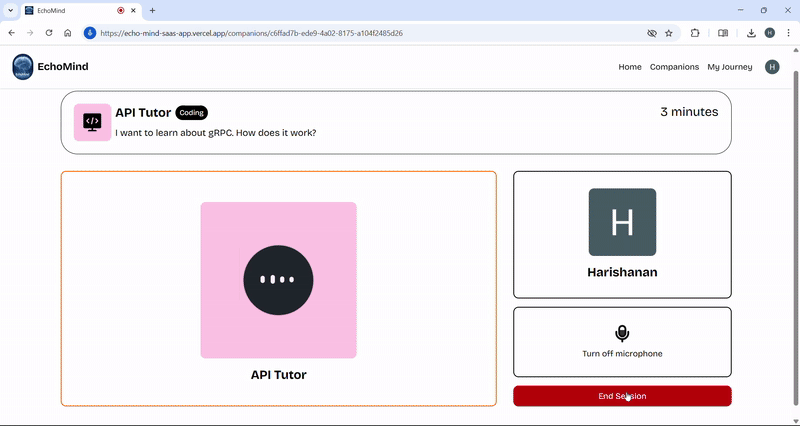 EchoMind
https://echo-mind-saas-app.vercel.app/companions/c6ffad7b-ede9-4a02-8175-a104f2485d26
H
EchoMind
Home Companions My Journey H
API Tutor Coding 3 minutes
I want to learn about gRPC. How does it work?
H
Harishanan
API Tutor
Turn off microphone
End Session